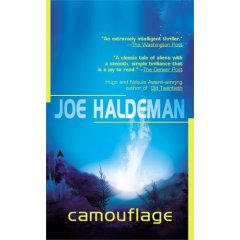 "An extremely intelligent thriller."
—The Washington Post
"A classic tale of aliens with
a smooth, simple brilliance that
is a joy to read."—The Denver Post
Hugo and Nebula Award-winning
author of Old Twentieth
JOE HALDEMAN
camouflage